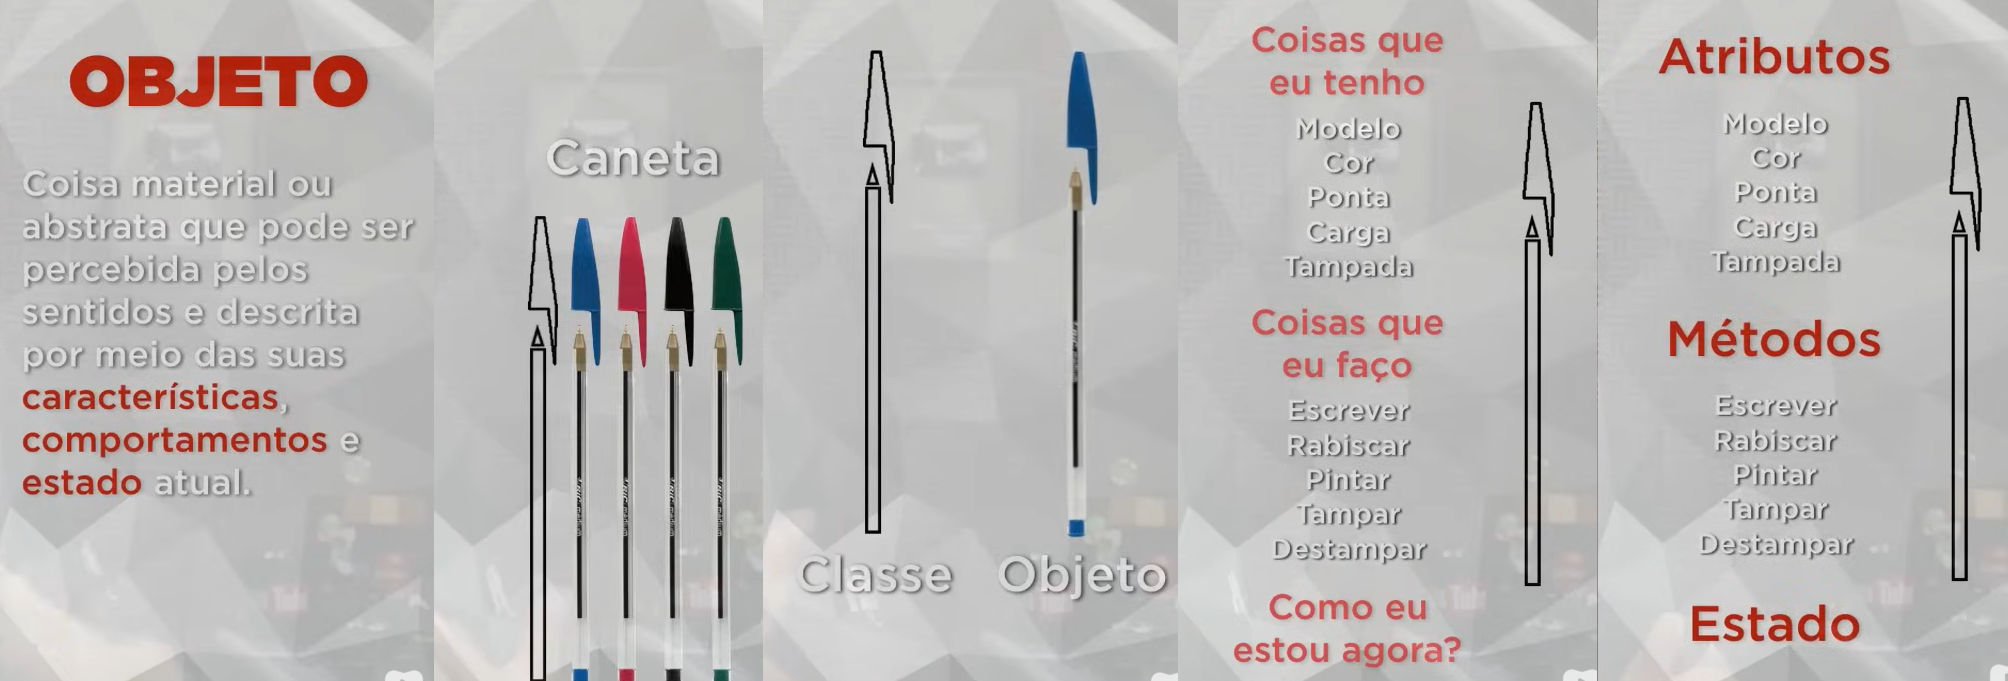 OBJETO
Coisa material ou
abstrata que pode ser
percebida pelos
sentidos e descrita
por meio das suas
características,
comportamentos e
estado atual.
Caneta
Classe
Objeto
Coisas que
eu tenho
Modelo
Cor
Ponta
Carga
Tampada
Coisas que
eu faço
Escrever
Rabiscar
Pintar
Tampar
Destampar
Como eu
estou agora?
Atributos
Modelo
Cor
Ponta
Carga
Tampada
Métodos
Escrever
Rabiscar
Pintar
Tampar
Destampar
Estado